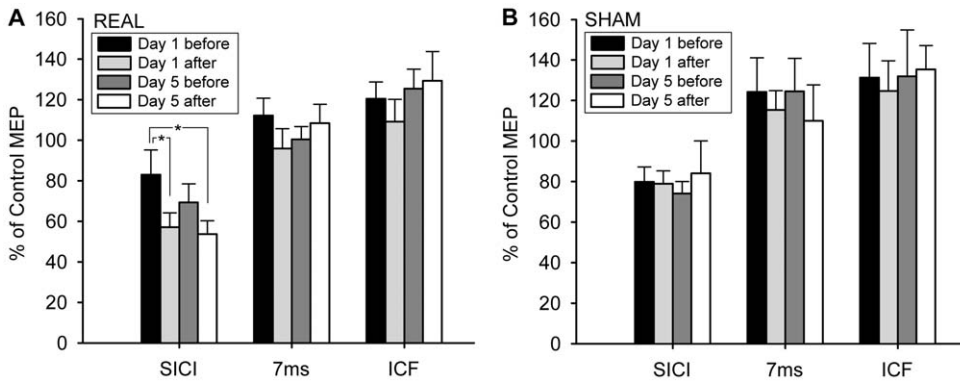 A
REAL
Day 1 before
Day 1 after
Day 5 before
Day 5 after
% of Control MEP
160
140
120
100
80
60
40
20
0
*
*
SICI
7ms
ICF
B
SHAM
Day 1 before
Day 1 after
Day 5 before
Day 5 after
% of Control MEP
160
140
120
100
80
60
40
20
0
SICI
7ms
ICF